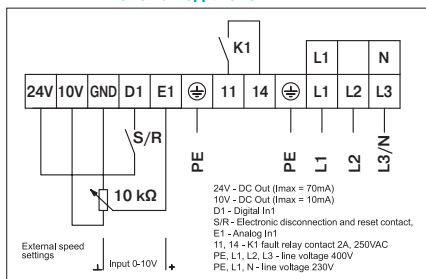 K1
L1 N
24V 10V GND D1 E1 11 14 L1 L2 L3
S/R
PE PE L1 L2 L3/N
10 kΩ
24V - DC Out (Imax = 70mA)
10V - DC Out (Imax = 10mA)
D1 - Digital In1
S/R - Electronic disconnection and reset contact,
E1 - Analog In1
11, 14 - K1 fault relay contact 2A, 250VAC
PE, L1, L2, L3 - line voltage 400V
PE, L1, N - line voltage 230V
External speed
settings
⊥ Input 0-10V +